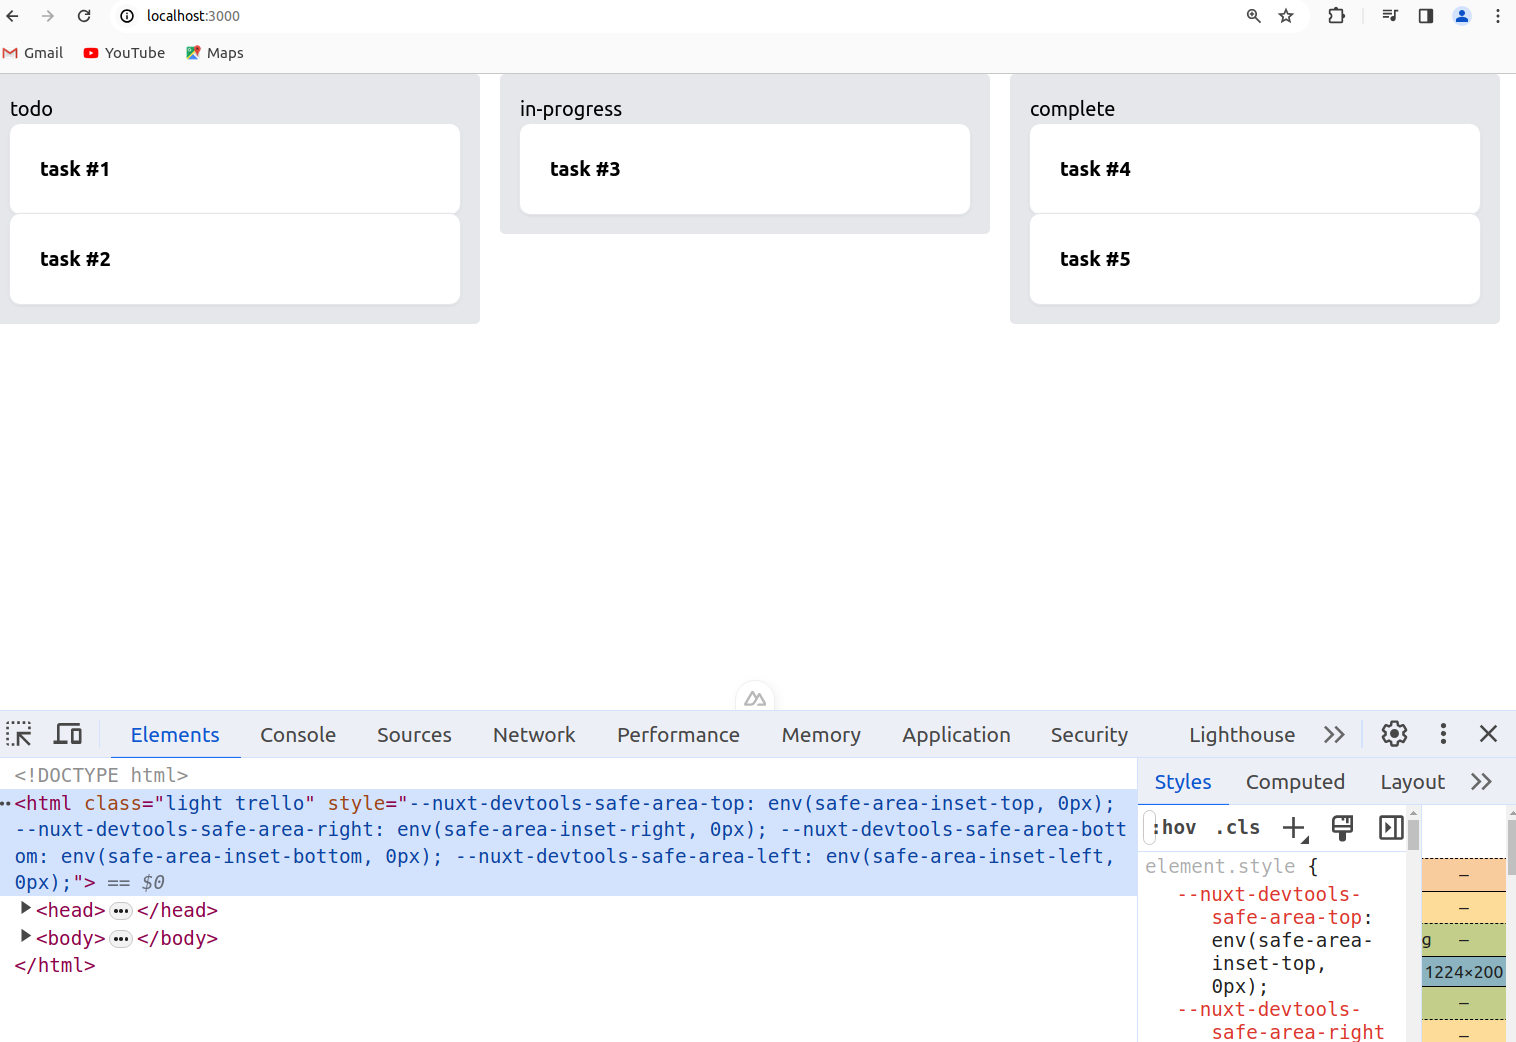 localhost:3000
Gmail YouTube Maps
todo
task #1
task #2
in-progress
task #3
complete
task #4
task #5
Elements Console Sources Network Performance Memory Application Security Lighthouse
<!DOCTYPE html>
<html class="light trello" style="--nuxt-devtools-safe-area-top: env(safe-area-inset-top, 0px);
--nuxt-devtools-safe-area-right: env(safe-area-inset-right, 0px); --nuxt-devtools-safe-area-bott
om: env(safe-area-inset-bottom, 0px); --nuxt-devtools-safe-area-left: env(safe-area-inset-left,
0px);"> == $0
<head>•••</head>
<body>•••</body>
</html>
Styles Computed Layout
:hov .cls
element.style {
--nuxt-devtools-
safe-area-top:
env(safe-area-
inset-top,
0px);
--nuxt-devtools-
safe-area-right
–
–
g –
1224×200
–
–